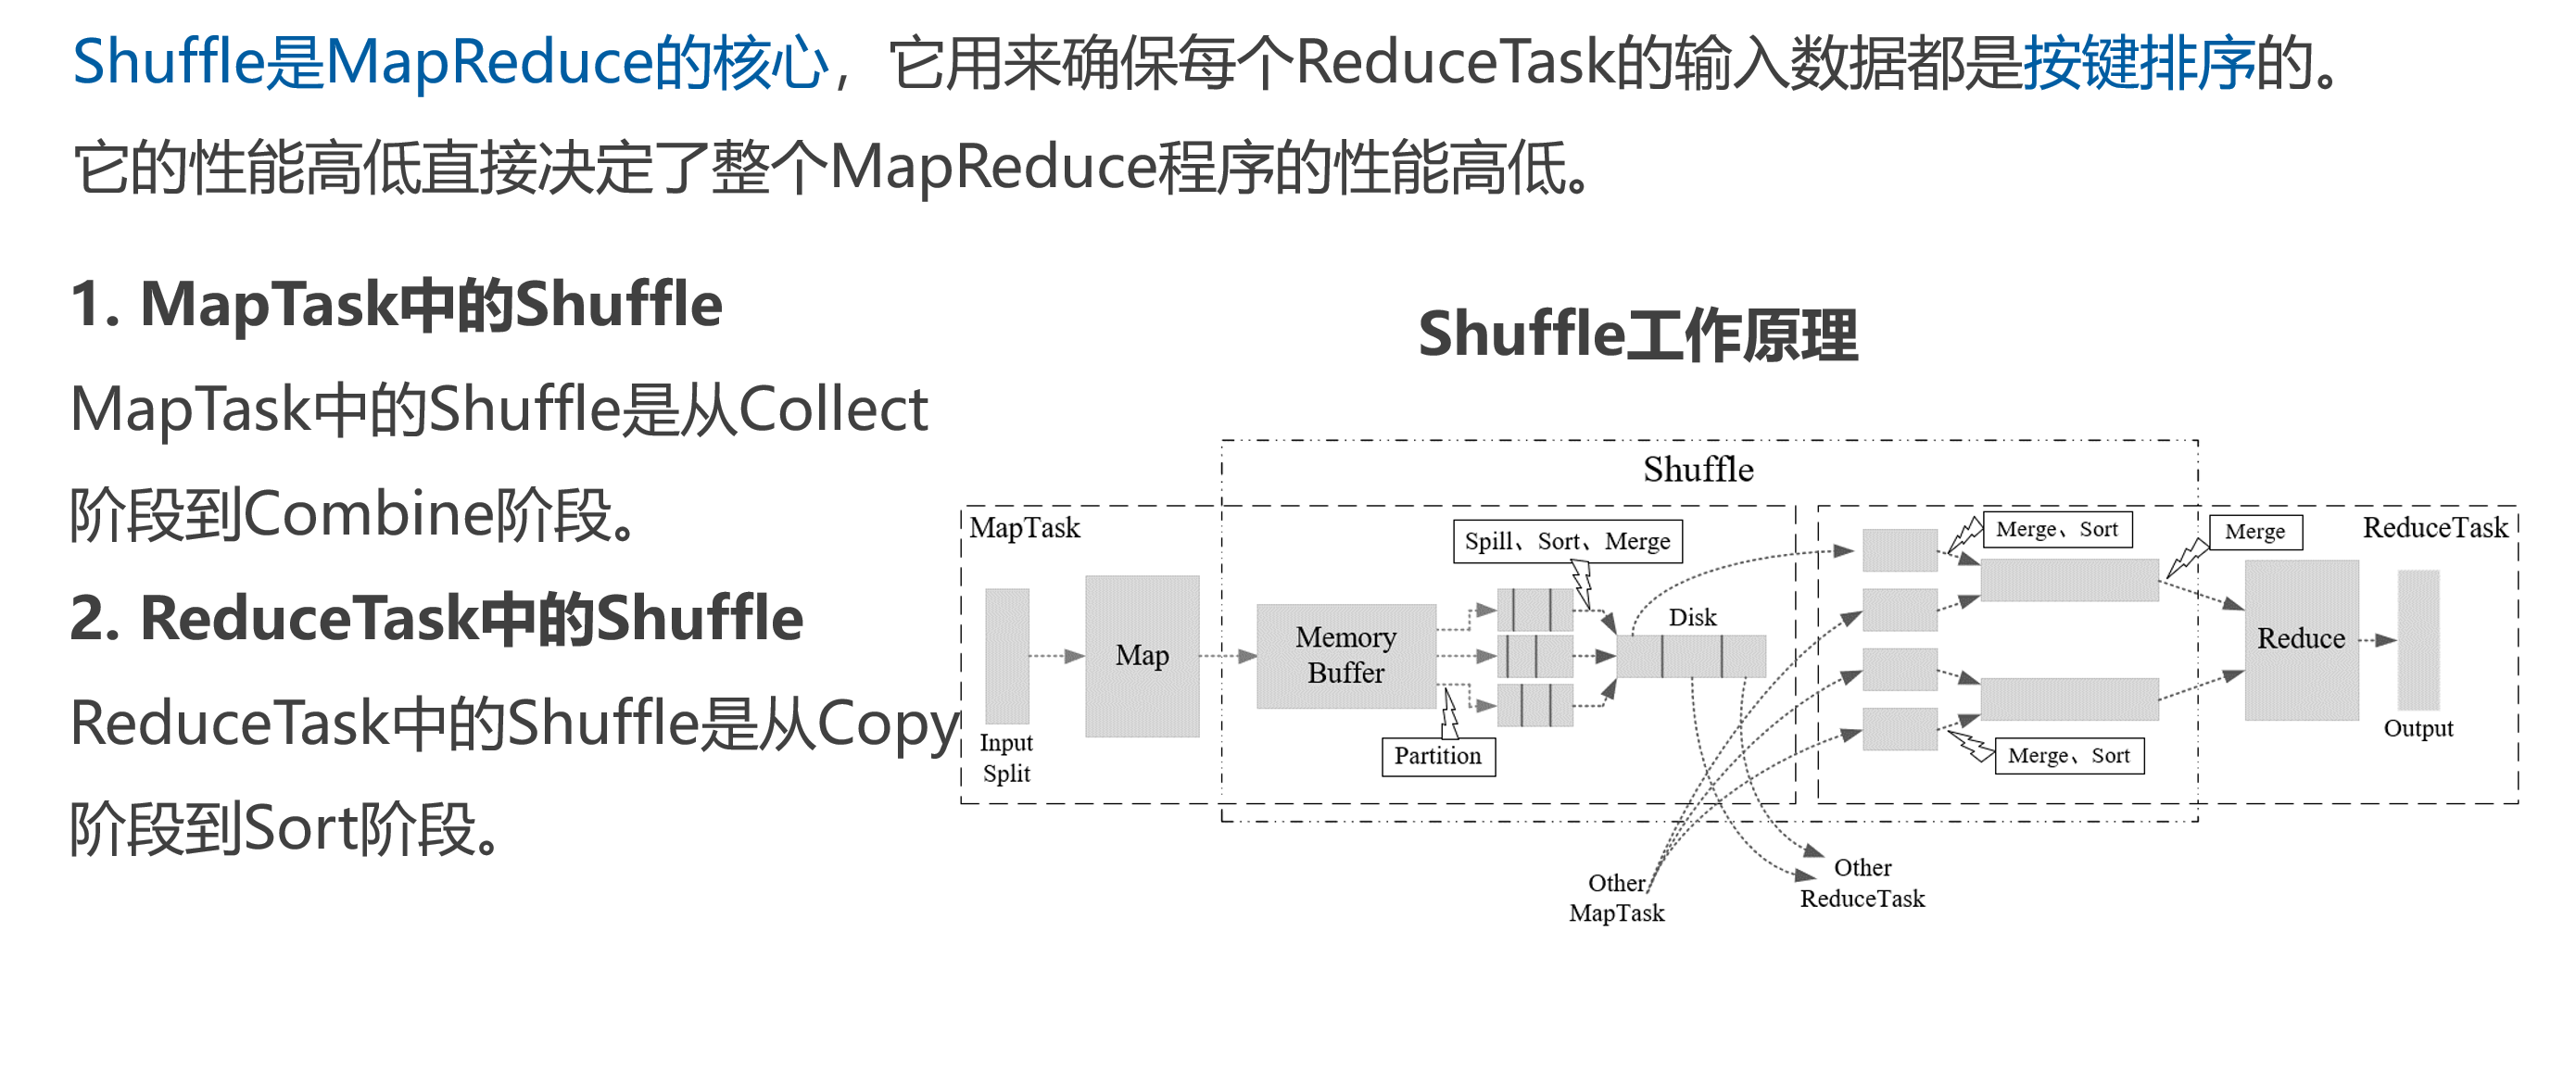 Shuffle是MapReduce的核心，它用来确保每个ReduceTask的输入数据都是按键排序的。
它的性能高低直接决定了整个MapReduce程序的性能高低。
1. MapTask中的Shuffle
MapTask中的Shuffle是从Collect
阶段到Combine阶段。
2. ReduceTask中的Shuffle
ReduceTask中的Shuffle是从Copy
阶段到Sort阶段。
Shuffle工作原理
Shuffle
MapTask
Spill、Sort、Merge
Merge、Sort
Merge
ReduceTask
Input
Split
Map
Memory
Buffer
Partition
Disk
Merge、Sort
Reduce
Output
Other
MapTask
Other
ReduceTask